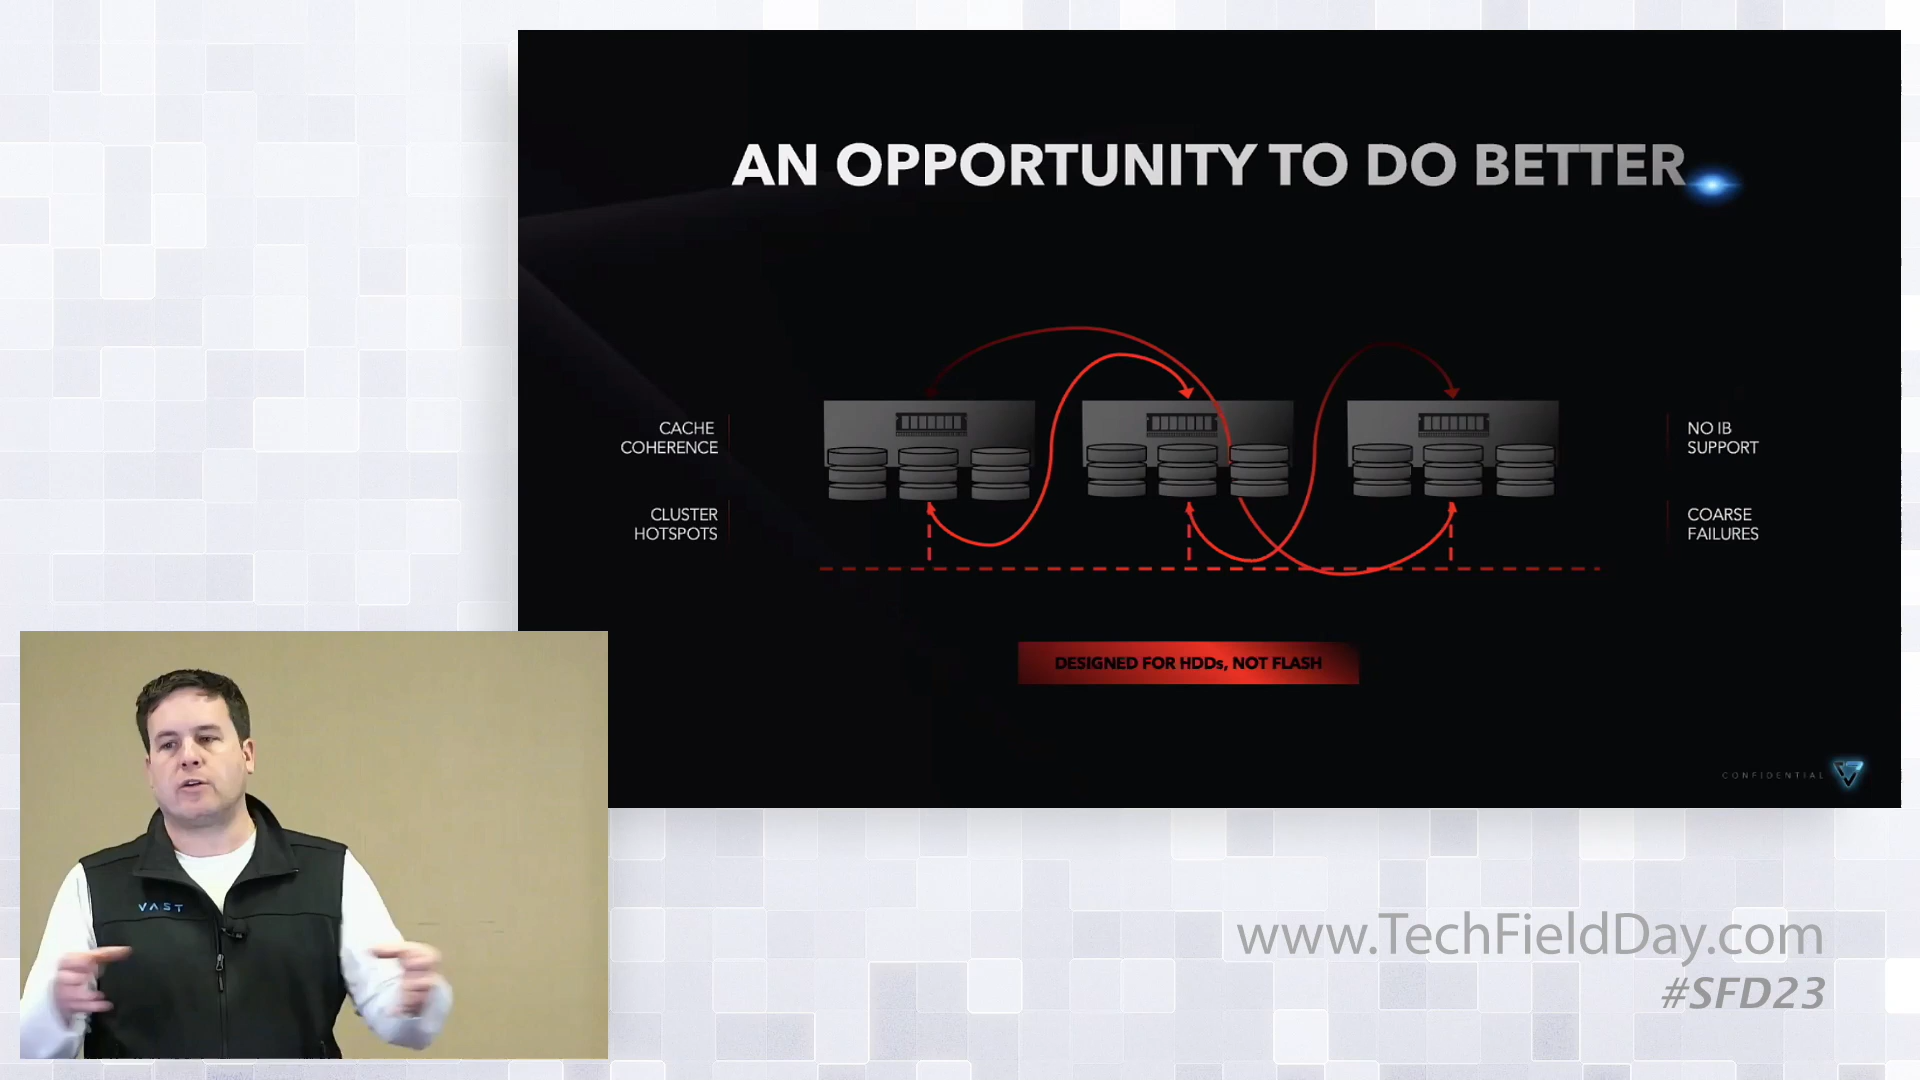 AN OPPORTUNITY TO DO BETTER
CACHE
COHERENCE
CLUSTER
HOTSPOTS
NO IB
SUPPORT
COARSE
FAILURES
DESIGNED FOR HDDs, NOT FLASH
CONFIDENTIAL
VAST
www.TechFieldDay.com
#SFD23